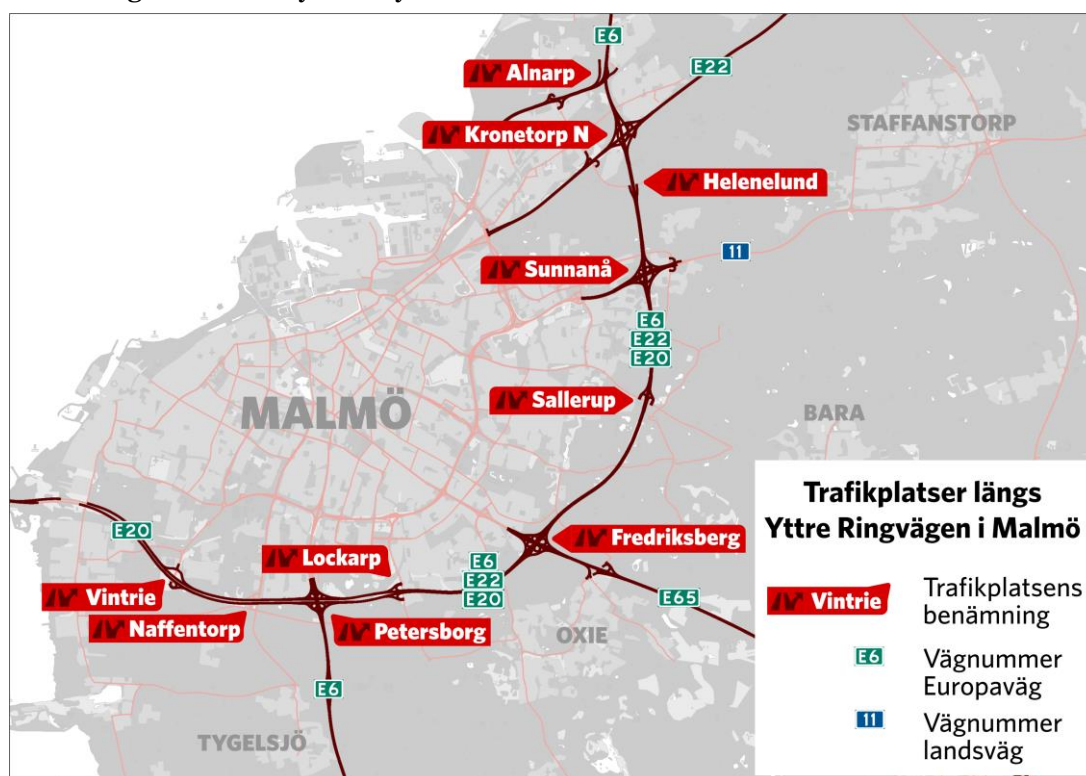 E6
Alnarp
E22
Kronetorp N
STAFFANSTORP
Helenelund
11
Sunnanå
E6
E22
E20
Sallerup
MALMÖ
BARA
E20
Fredriksberg
Lockarp
E6
E22
E20
Vintrie
Naffentorp
Petersborg
E65
OXIE
E6
TYGELSJÖ
Trafikplatser längs
Yttre Ringvägen i Malmö
Vintrie
Trafikplatsens
benämning
E6
Vägnummer
Europaväg
11
Vägnummer
landsväg